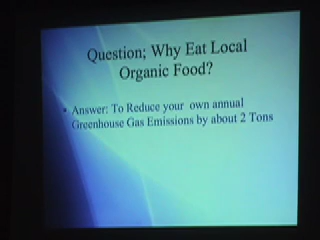 Question; Why Eat Local
Organic Food?
• Answer: To Reduce your own annual
Greenhouse Gas Emissions by about 2 Tons